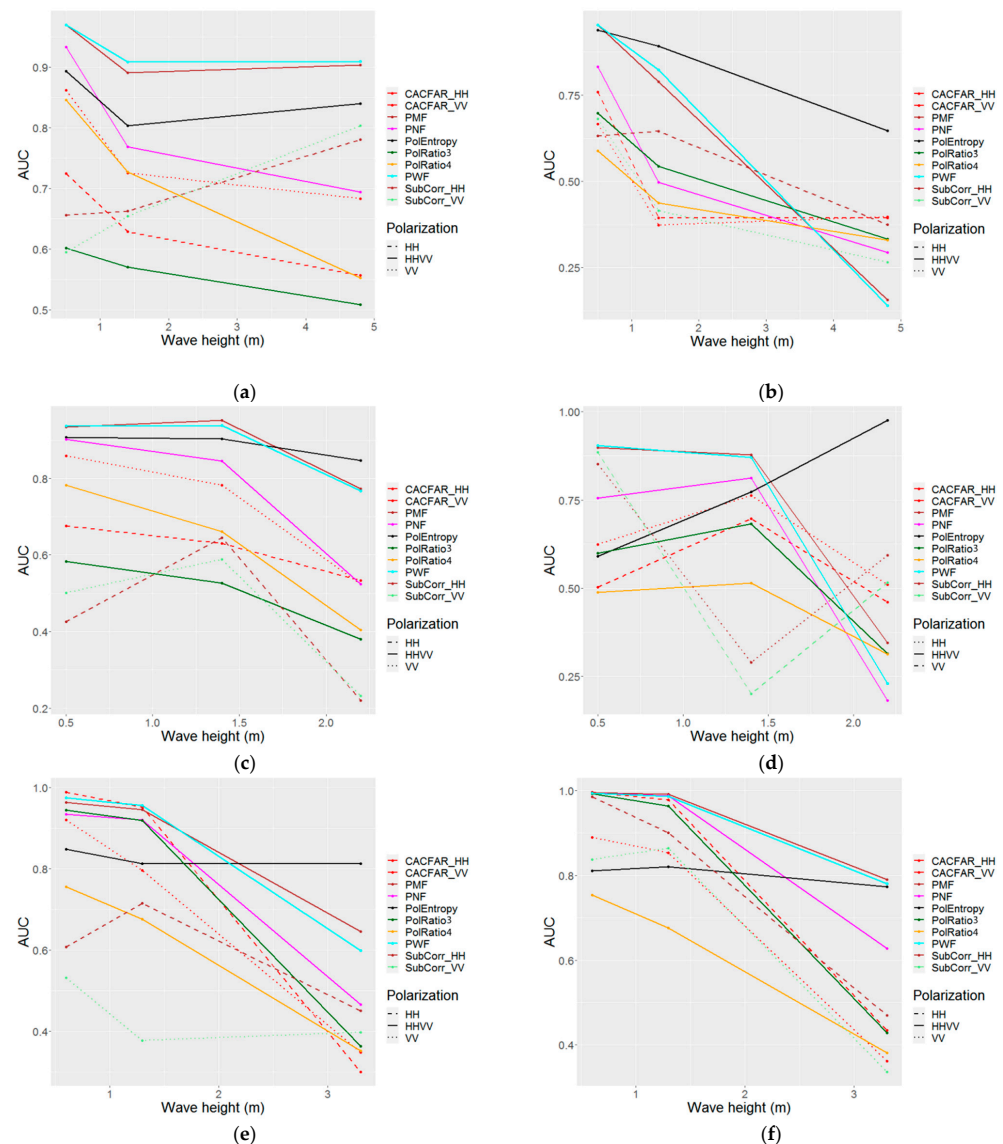 AUC
0.9
0.8
0.7
0.6
0.5
1
2
3
4
5
Wave height (m)
CACFAR_HH
CACFAR_VV
PMF
PNF
PolEntropy
PolRatio3
PolRatio4
PWF
SubCorr_HH
SubCorr_VV
Polarization
HH
HHVV
VV
(a)
AUC
0.75
0.50
0.25
1
2
3
4
5
Wave height (m)
CACFAR_HH
CACFAR_VV
PMF
PNF
PolEntropy
PolRatio3
PolRatio4
PWF
SubCorr_HH
SubCorr_VV
Polarization
HH
HHVV
VV
(b)
AUC
0.8
0.6
0.4
0.2
0.5
1.0
1.5
2.0
Wave height (m)
CACFAR_HH
CACFAR_VV
PMF
PNF
PolEntropy
PolRatio3
PolRatio4
PWF
SubCorr_HH
SubCorr_VV
Polarization
HH
HHVV
VV
(c)
AUC
1.00
0.75
0.50
0.25
0.5
1.0
1.5
2.0
Wave height (m)
CACFAR_HH
CACFAR_VV
PMF
PNF
PolEntropy
PolRatio3
PolRatio4
PWF
SubCorr_HH
SubCorr_VV
Polarization
HH
HHVV
VV
(d)
AUC
1.0
0.8
0.6
0.4
1
2
3
Wave height (m)
CACFAR_HH
CACFAR_VV
PMF
PNF
PolEntropy
PolRatio3
PolRatio4
PWF
SubCorr_HH
SubCorr_VV
Polarization
HH
HHVV
VV
(e)
AUC
1.0
0.8
0.6
0.4
1
2
3
Wave height (m)
CACFAR_HH
CACFAR_VV
PMF
PNF
PolEntropy
PolRatio3
PolRatio4
PWF
SubCorr_HH
SubCorr_VV
Polarization
HH
HHVV
VV
(f)